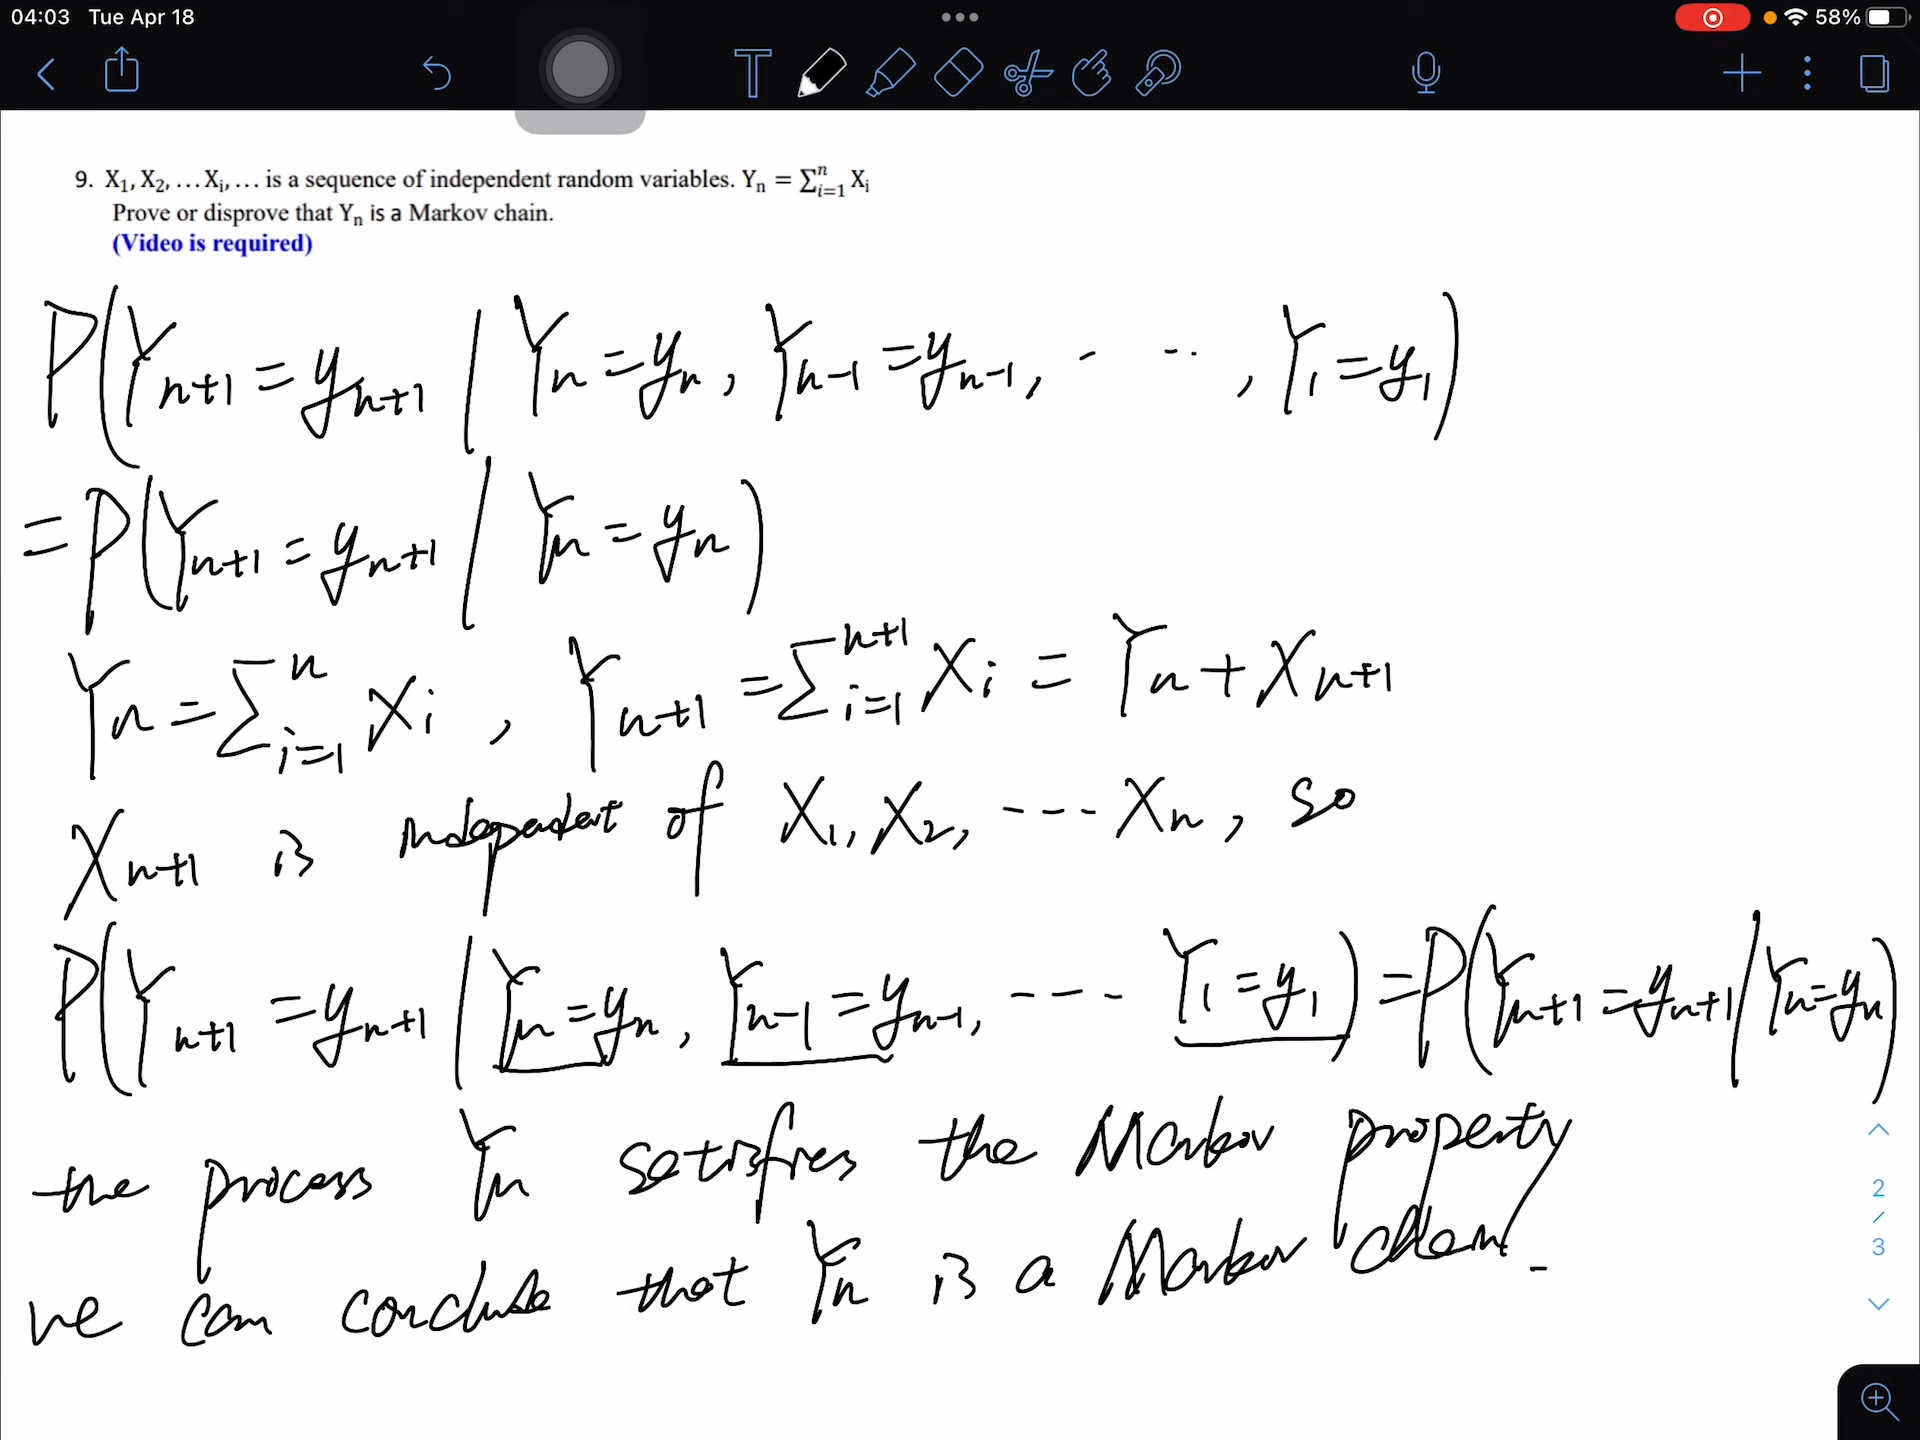 04:03 Tue Apr 18
58%
9. X₁, X₂, … Xᵢ, … is a sequence of independent random variables. Yₙ = ∑ⁿᵢ₌₁ Xᵢ
Prove or disprove that Yₙ is a Markov chain.
(Video is required)
P(Yₙ₊₁ = yₙ₊₁ / Yₙ = yₙ, Yₙ₋₁ = yₙ₋₁, - - .. , Y₁ = y₁)
= P(Yₙ₊₁ = yₙ₊₁ / Yₙ = yₙ)
Yₙ = ∑ⁿᵢ₌₁ Xᵢ , Yₙ₊₁ = ∑ⁿ⁺¹ᵢ₌₁ Xᵢ = Yₙ + Xₙ₊₁
Xₙ₊₁ is independent of X₁, X₂, --- Xₙ, so
P(Yₙ₊₁ = yₙ₊₁ | Yₙ = yₙ, Yₙ₋₁ = yₙ₋₁, --- Y₁ = y₁) = P(Yₙ₊₁ = yₙ₊₁ / Yₙ = yₙ)
the process Yₙ satisfies the Markov property
we can conclude that Yₙ is a Markov chain.
2
/
3